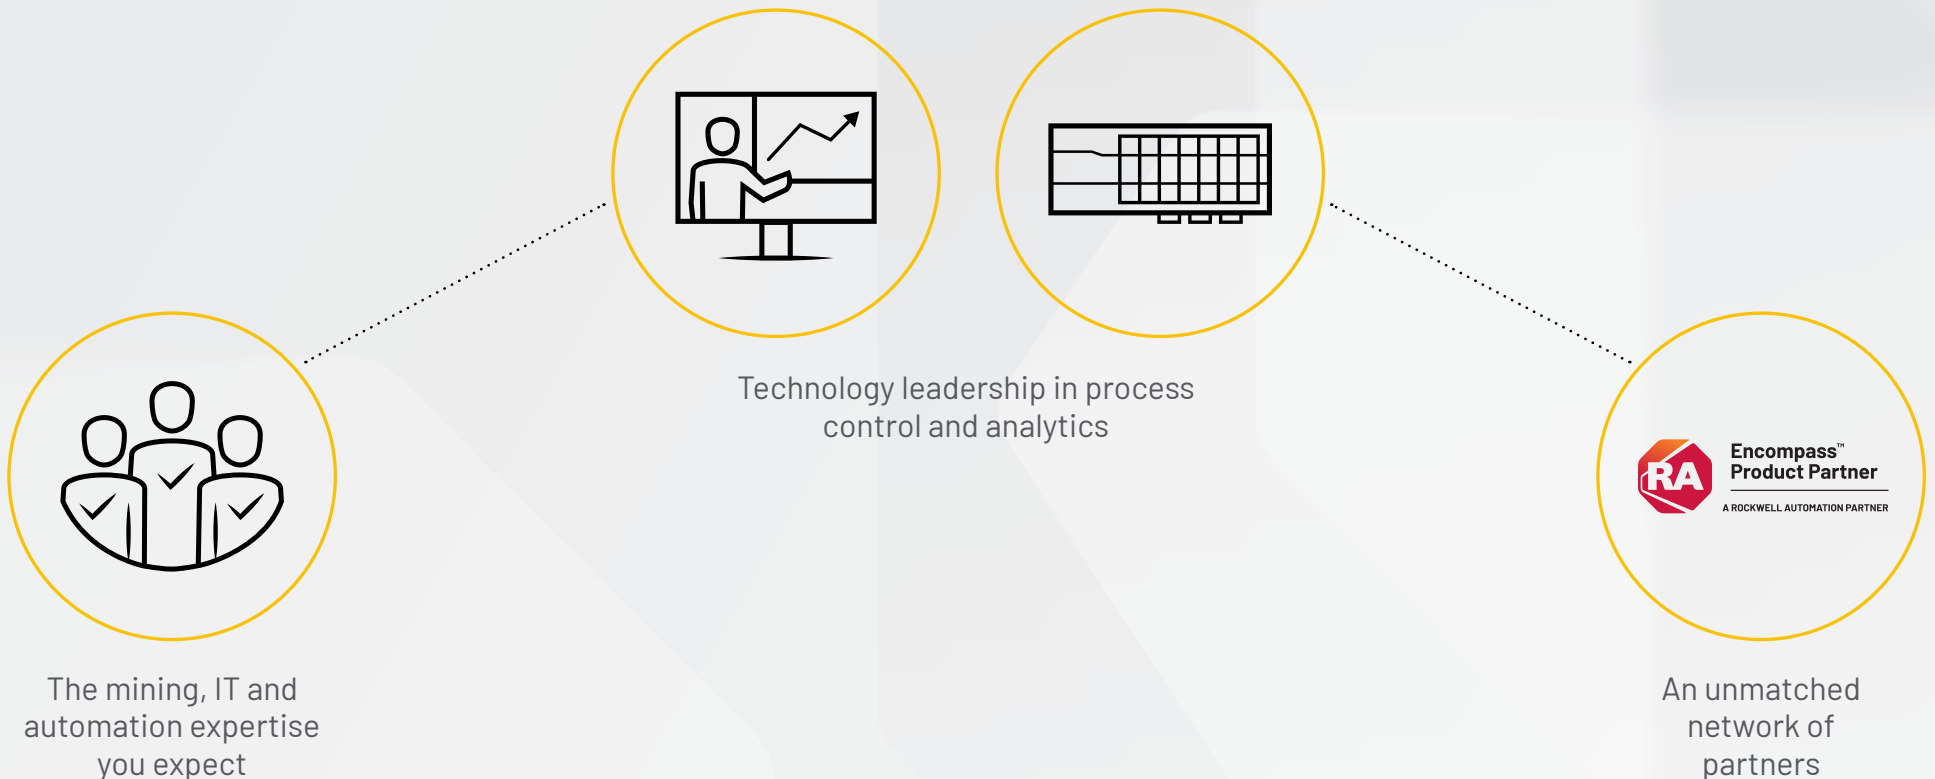 Technology leadership in process
control and analytics
RA
Encompass™
Product Partner
A ROCKWELL AUTOMATION PARTNER
The mining, IT and
automation expertise
you expect
An unmatched
network of
partners